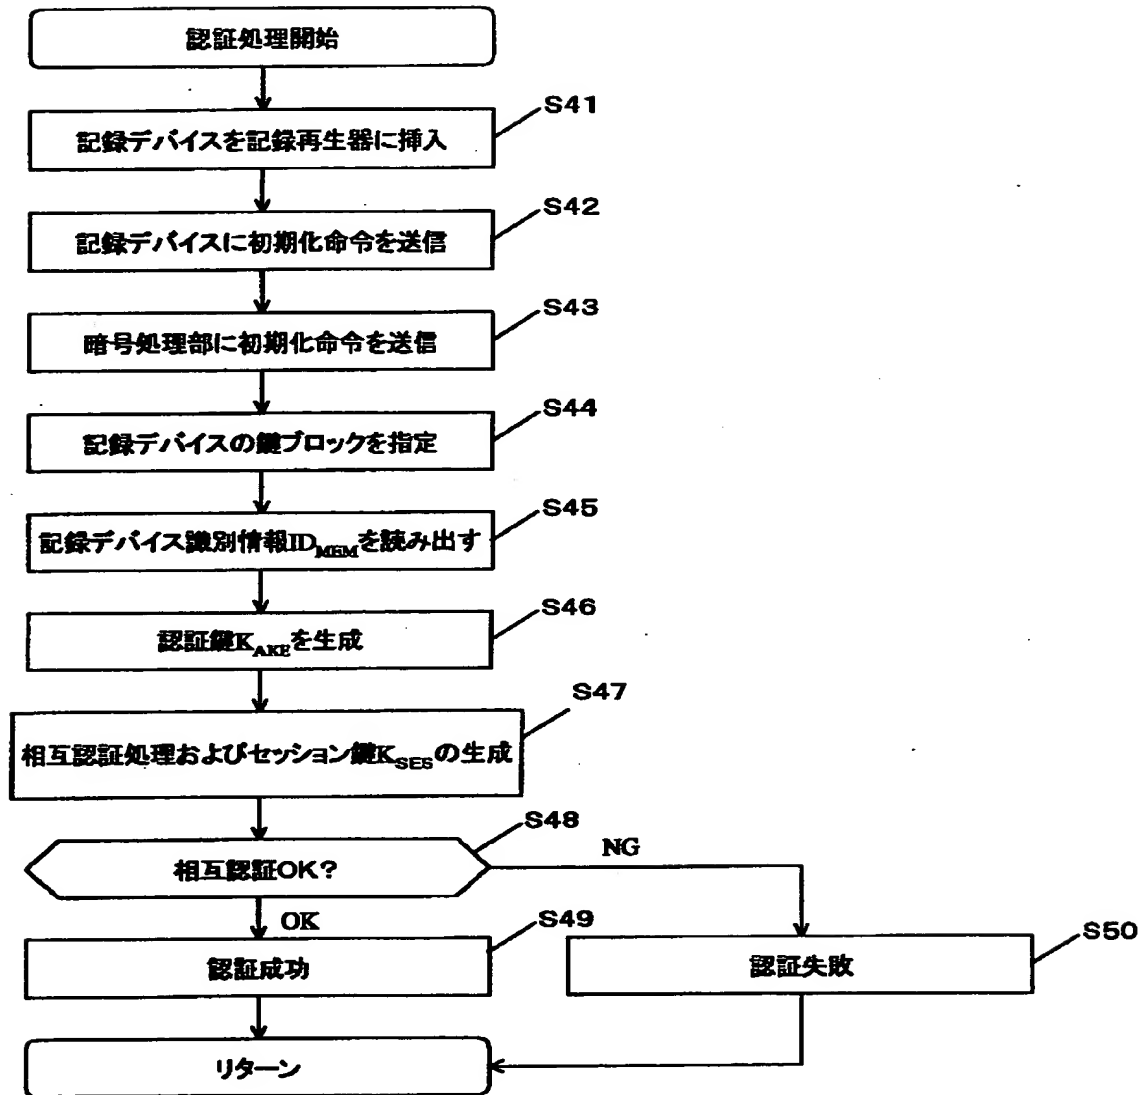 認証処理開始
S41
記録デバイスを記録再生器に挿入
S42
記録デバイスに初期化命令を送信
S43
暗号処理部に初期化命令を送信
S44
記録デバイスの鍵ブロックを指定
S45
記録デバイス識別情報ID_MEMを読み出す
S46
認証鍵K_AKEを生成
S47
相互認証処理およびセッション鍵K_SESの生成
S48
相互認証OK?
NG
OK
S49
認証成功
S50
認証失敗
リターン